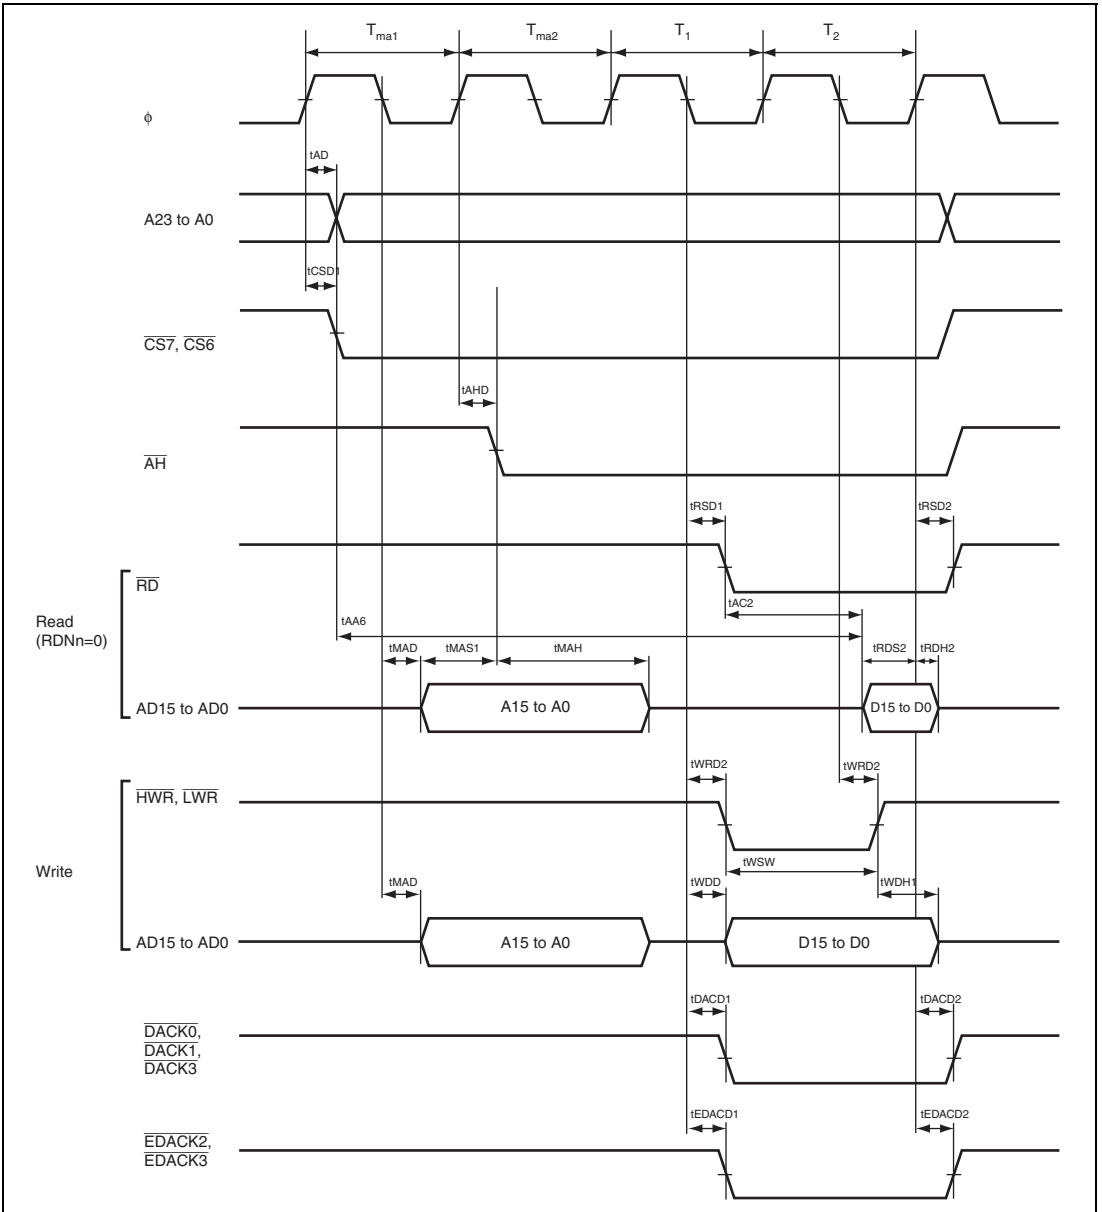 Tma1 Tma2 T1 T2
φ
tAD
A23 to A0
tCSD1
CS7, CS6
tAHD
AH
tRSD1 tRSD2
RD
tAC2
Read
(RDNn=0)
tAA6
tMAD tMAS1 tMAH tRDS2 tRDH2
AD15 to AD0 A15 to A0 D15 to D0
tWRD2 tWRD2
HWR, LWR
tWSW
Write
tMAD tWDD tWDH1
AD15 to AD0 A15 to A0 D15 to D0
tDACD1 tDACD2
DACK0,
DACK1,
DACK3
tEDACD1 tEDACD2
EDACK2,
EDACK3